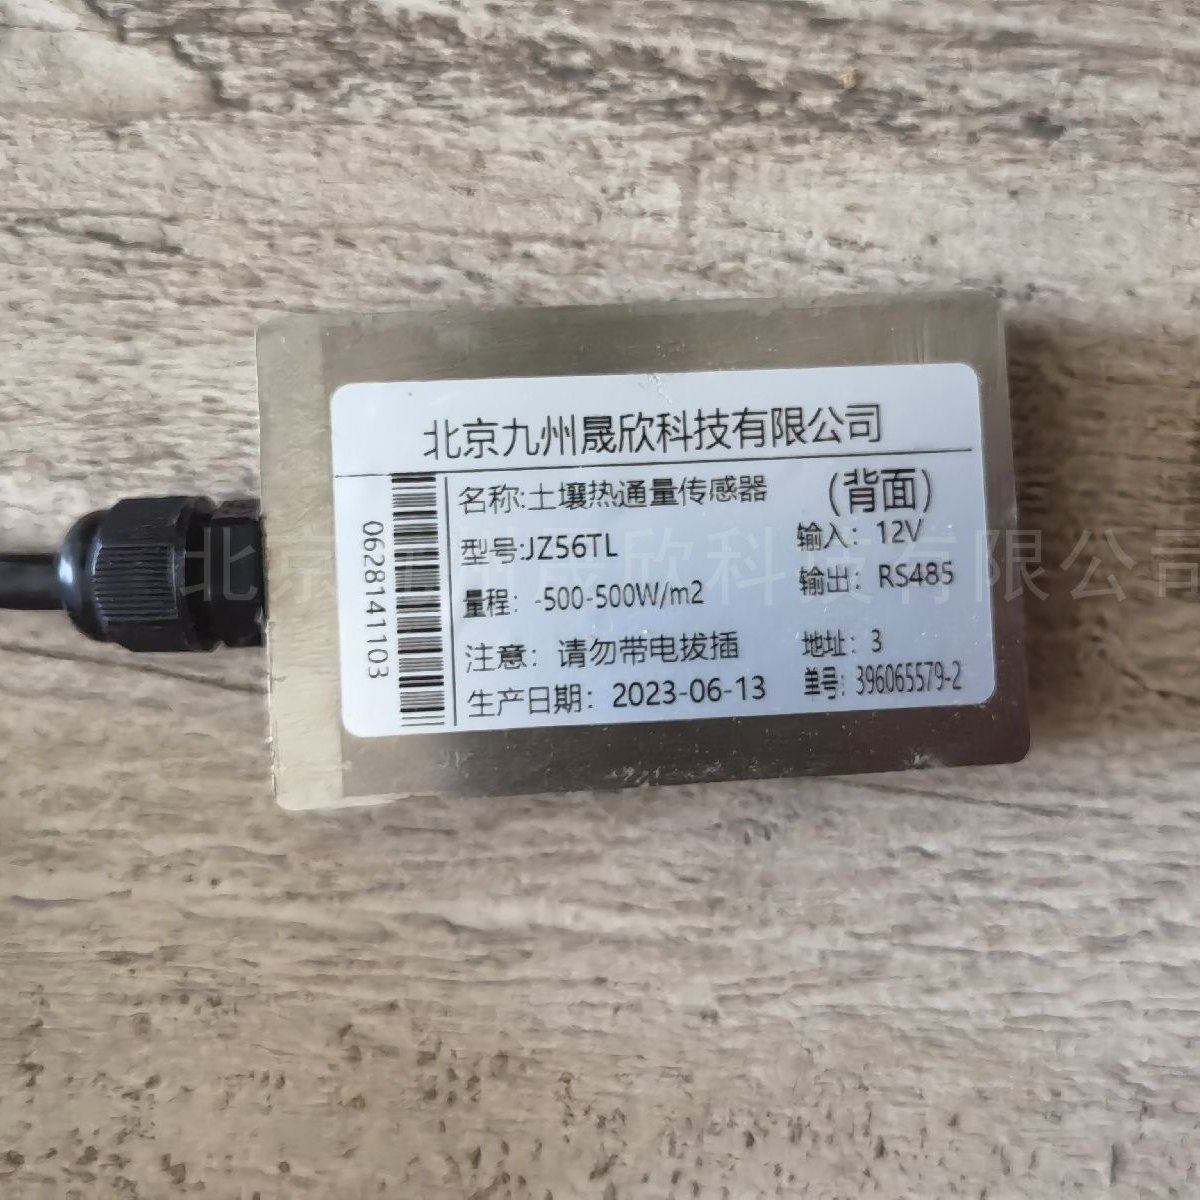 北京九州晟欣科技有限公司
名称:土壤热通量传感器
(背面)
型号:JZ56TL
输入：12V
量程：-500-500W/m2
输出：RS485
注意：请勿带电拔插
地址：3
生产日期：2023-06-13
单号：396065579-2
0628141103
北京九州晟欣科技有限公司